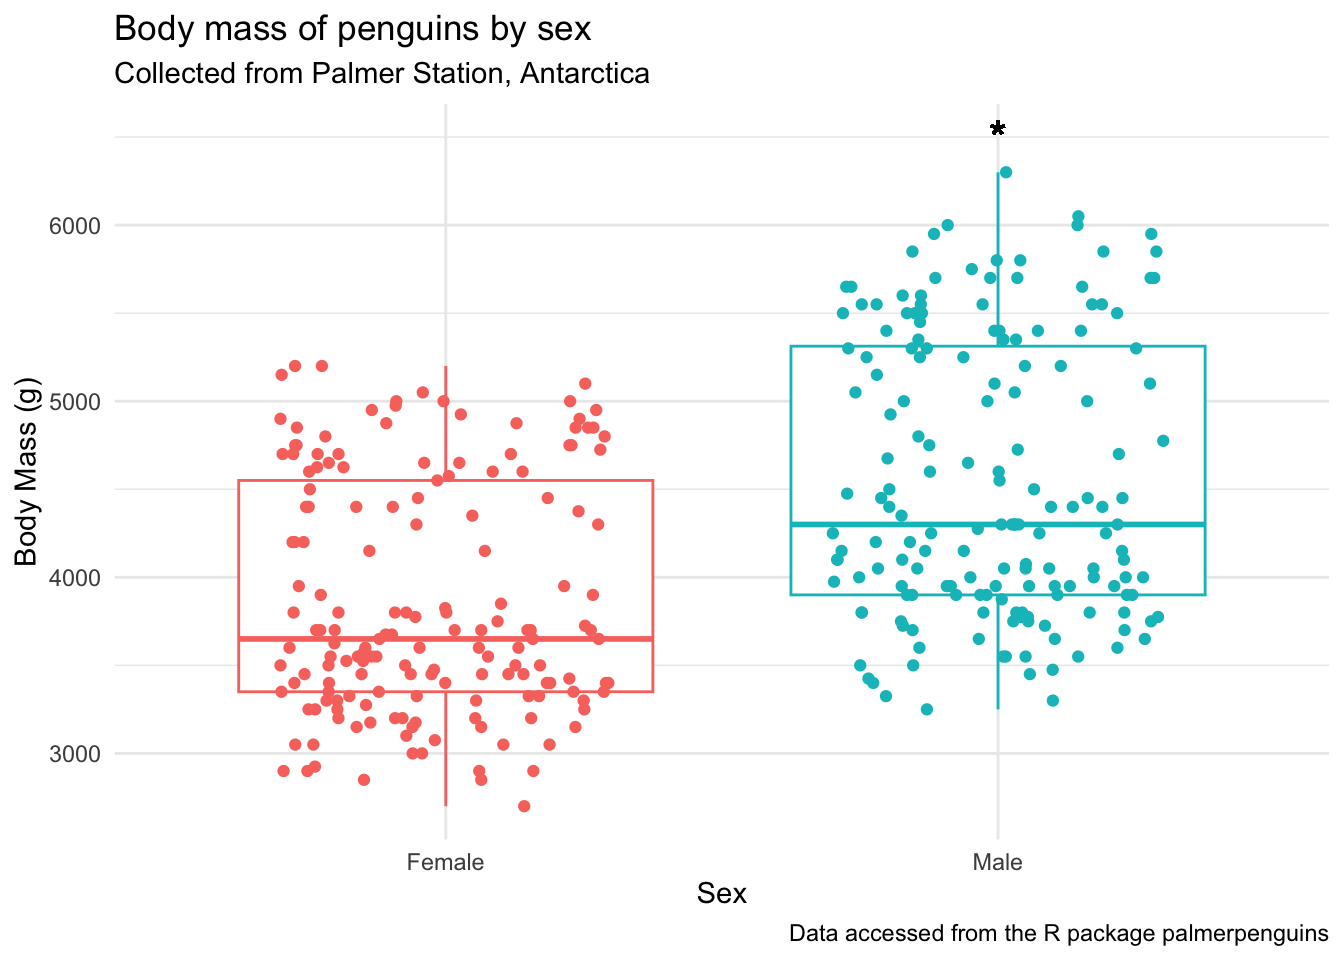 Body mass of penguins by sex
Collected from Palmer Station, Antarctica
*
6000
5000
4000
3000
Body Mass (g)
Female Male
Sex
Data accessed from the R package palmerpenguins